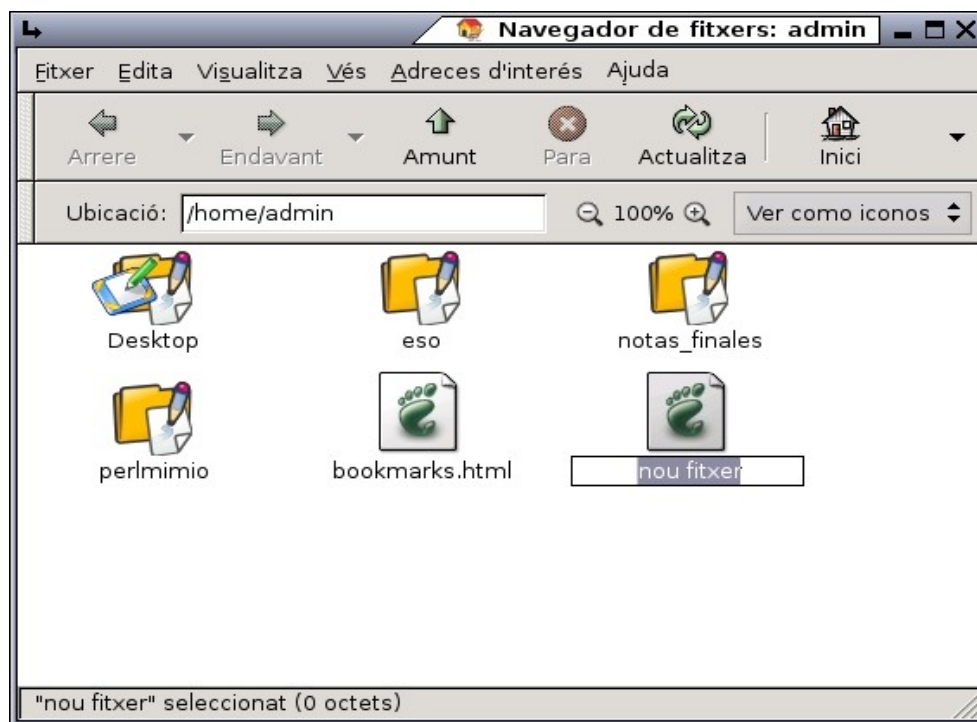 Navegador de fitxers: admin
Fitxer Edita Visualitza Vés Adreces d'interés Ajuda
Arrere Endavant Amunt Para Actualitza Inici
Ubicació: /home/admin 100% Ver como iconos
Desktop eso notas_finales
perlmimio bookmarks.html nou fitxer
"nou fitxer" seleccionat (0 octets)